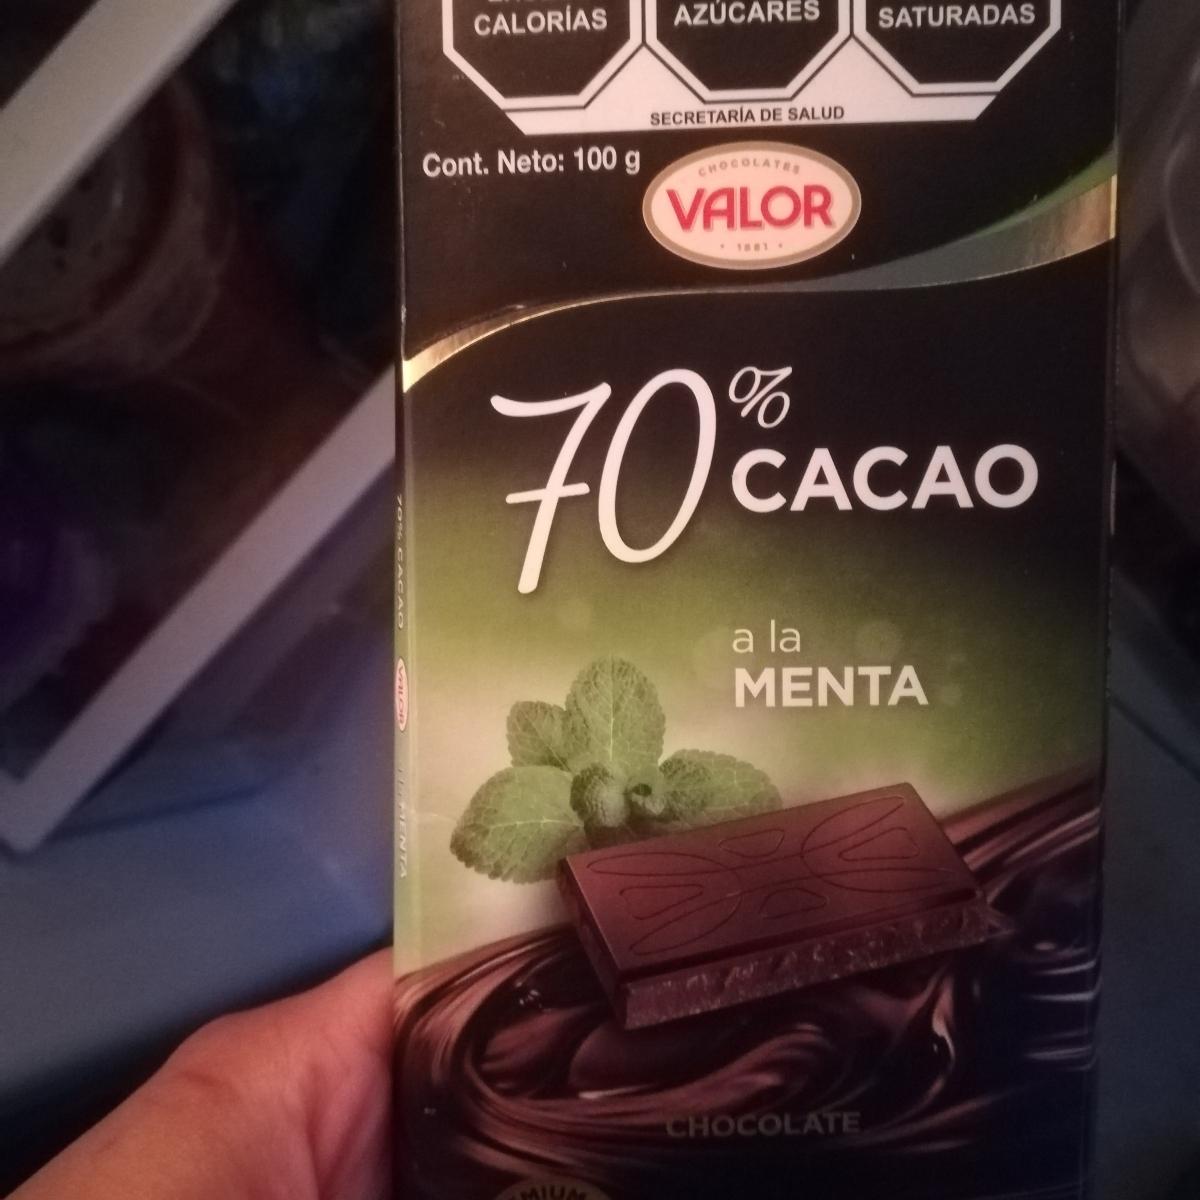 CALORÍAS
AZÚCARES
SATURADAS
SECRETARÍA DE SALUD
Cont. Neto: 100 g
CHOCOLATES
VALOR
• 1881 •
70%
CACAO
a la
MENTA
CHOCOLATE
70% CACAO
VALOR
MENTA